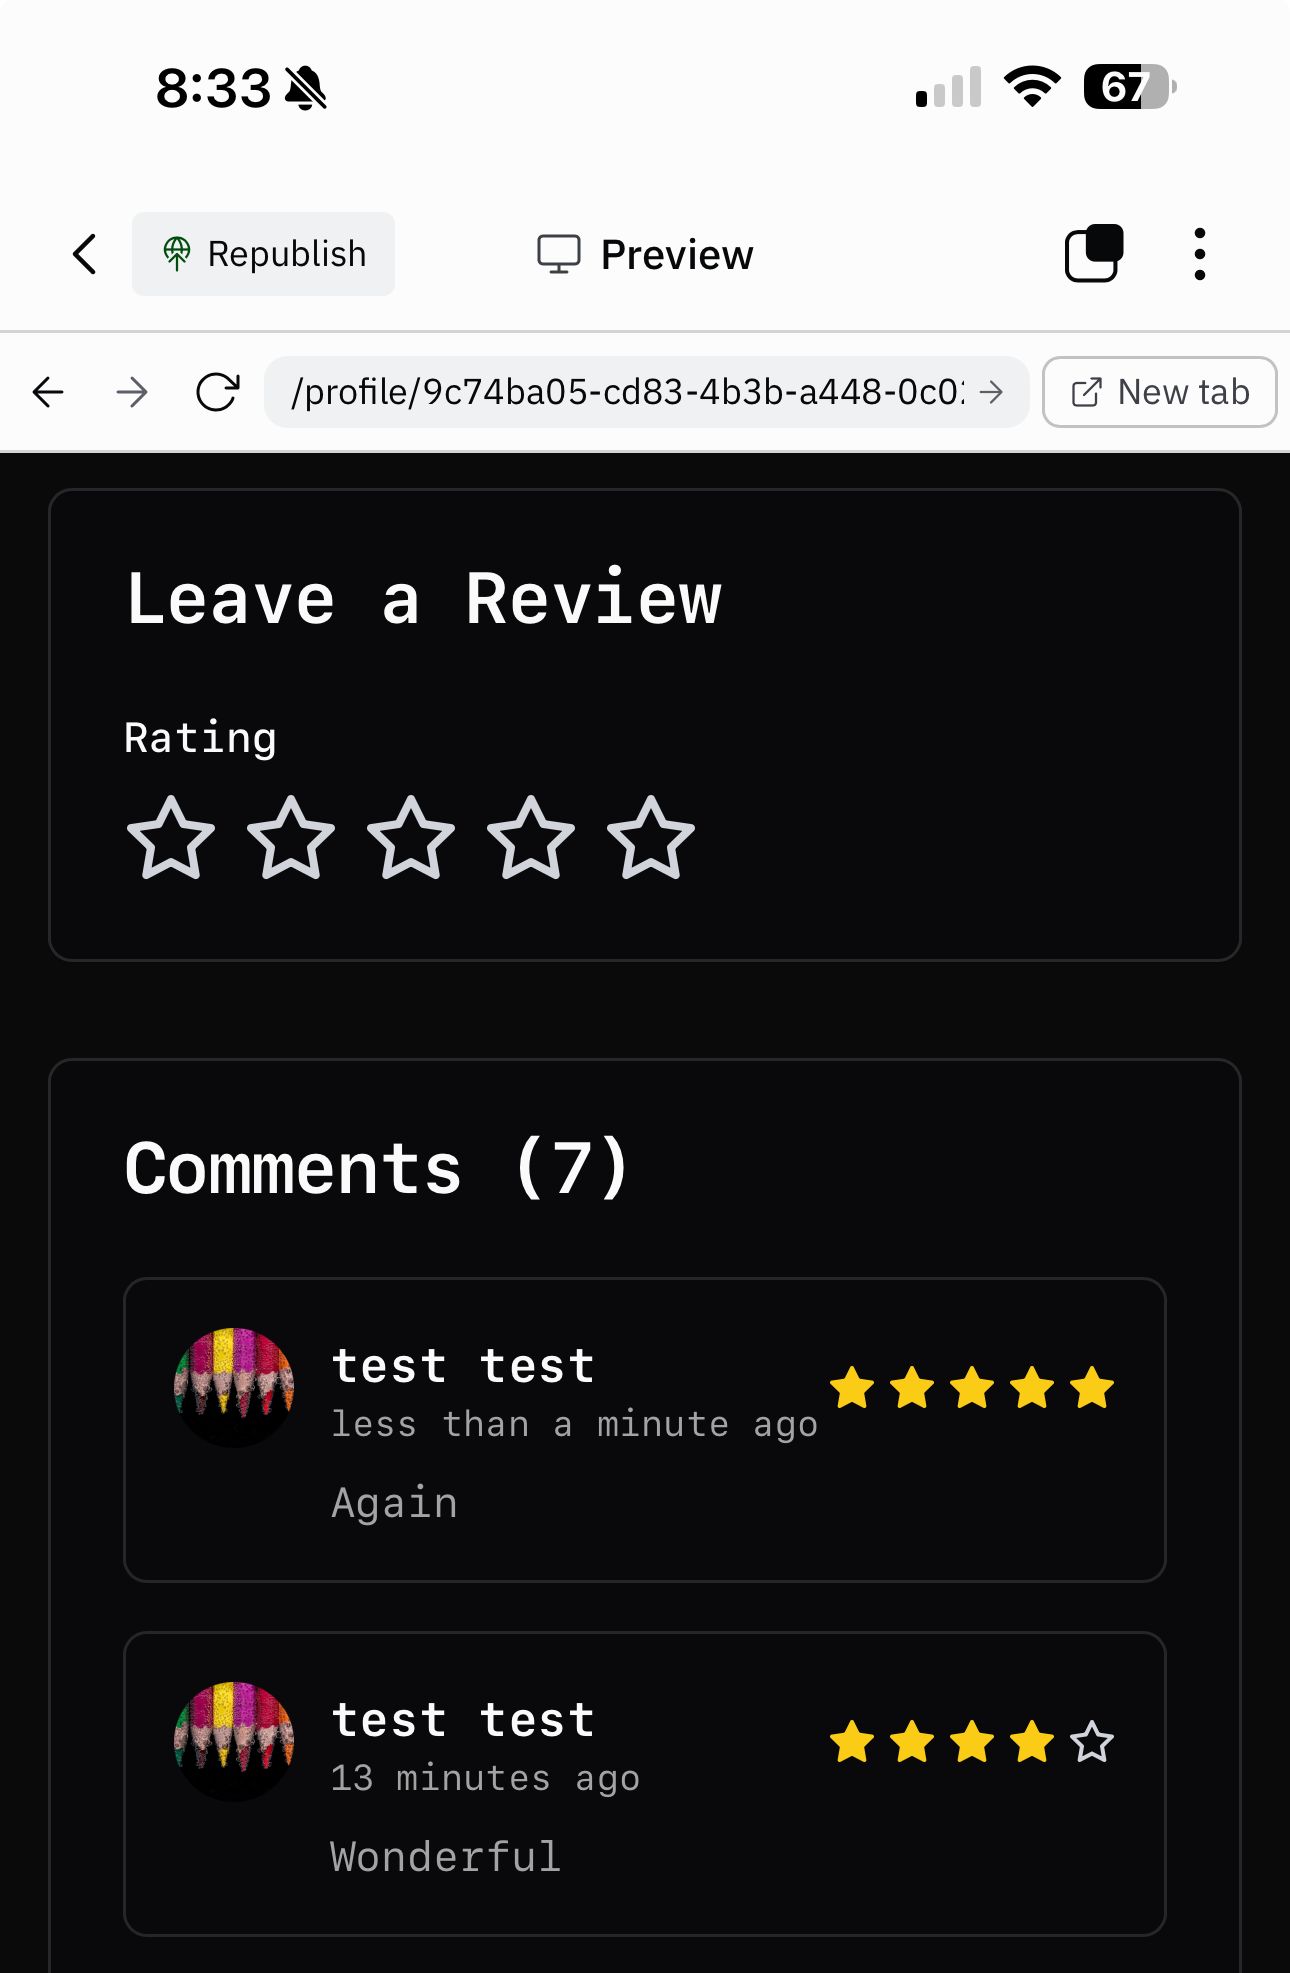 8:33
67
Republish
Preview
/profile/9c74ba05-cd83-4b3b-a448-0c0
New tab
Leave a Review
Rating
Comments (7)
test test
less than a minute ago
Again
test test
13 minutes ago
Wonderful